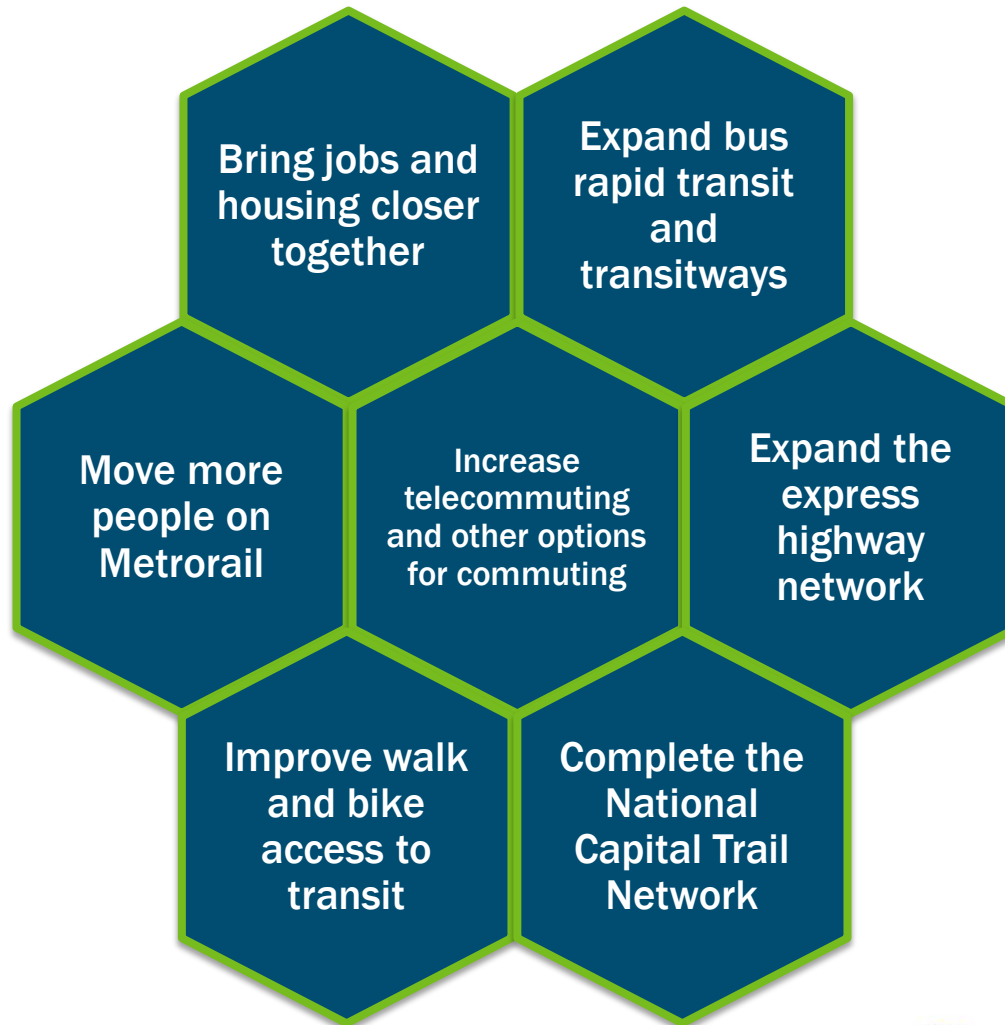 Bring jobs and
housing closer
together
Expand bus
rapid transit
and
transitways
Move more
people on
Metrorail
Increase
telecommuting
and other options
for commuting
Expand the
express
highway
network
Improve walk
and bike
access to
transit
Complete the
National
Capital Trail
Network